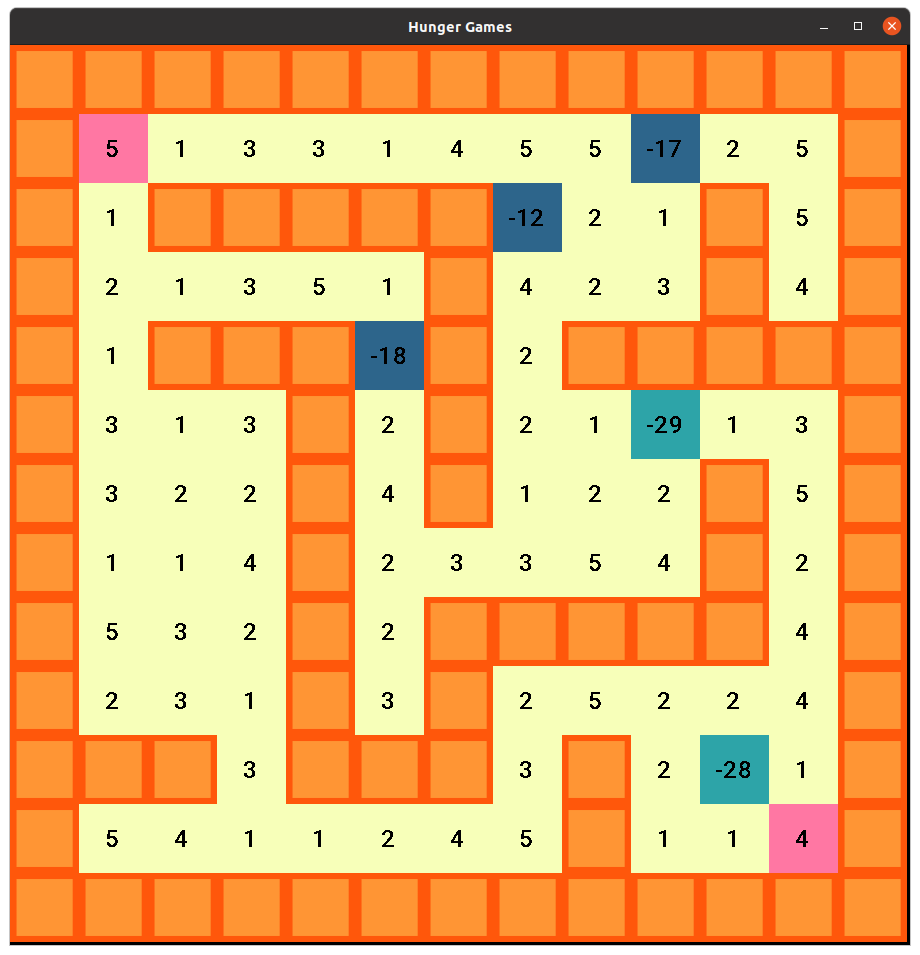 Hunger Games
5 1 3 3 1 4 5 5 -17 2 5
1 -12 2 1 5
2 1 3 5 1 4 2 3 4
1 -18 2
3 1 3 2 2 1 -29 1 3
3 2 2 4 1 2 2 5
1 1 4 2 3 3 5 4 2
5 3 2 2 4
2 3 1 3 2 5 2 2 4
3 3 2 -28 1
5 4 1 1 2 4 5 1 1 4